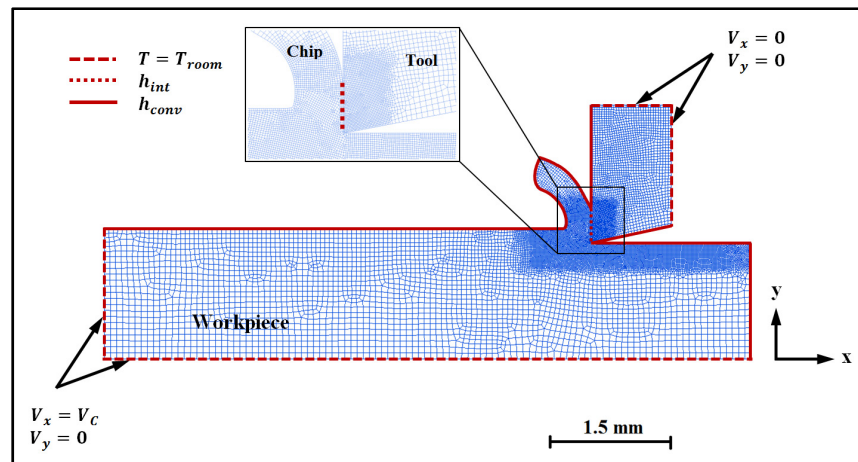 Chip
Tool
T = T_room
h_int
h_conv
V_x = 0
V_y = 0
Workpiece
y
x
V_x = V_C
V_y = 0
1.5 mm